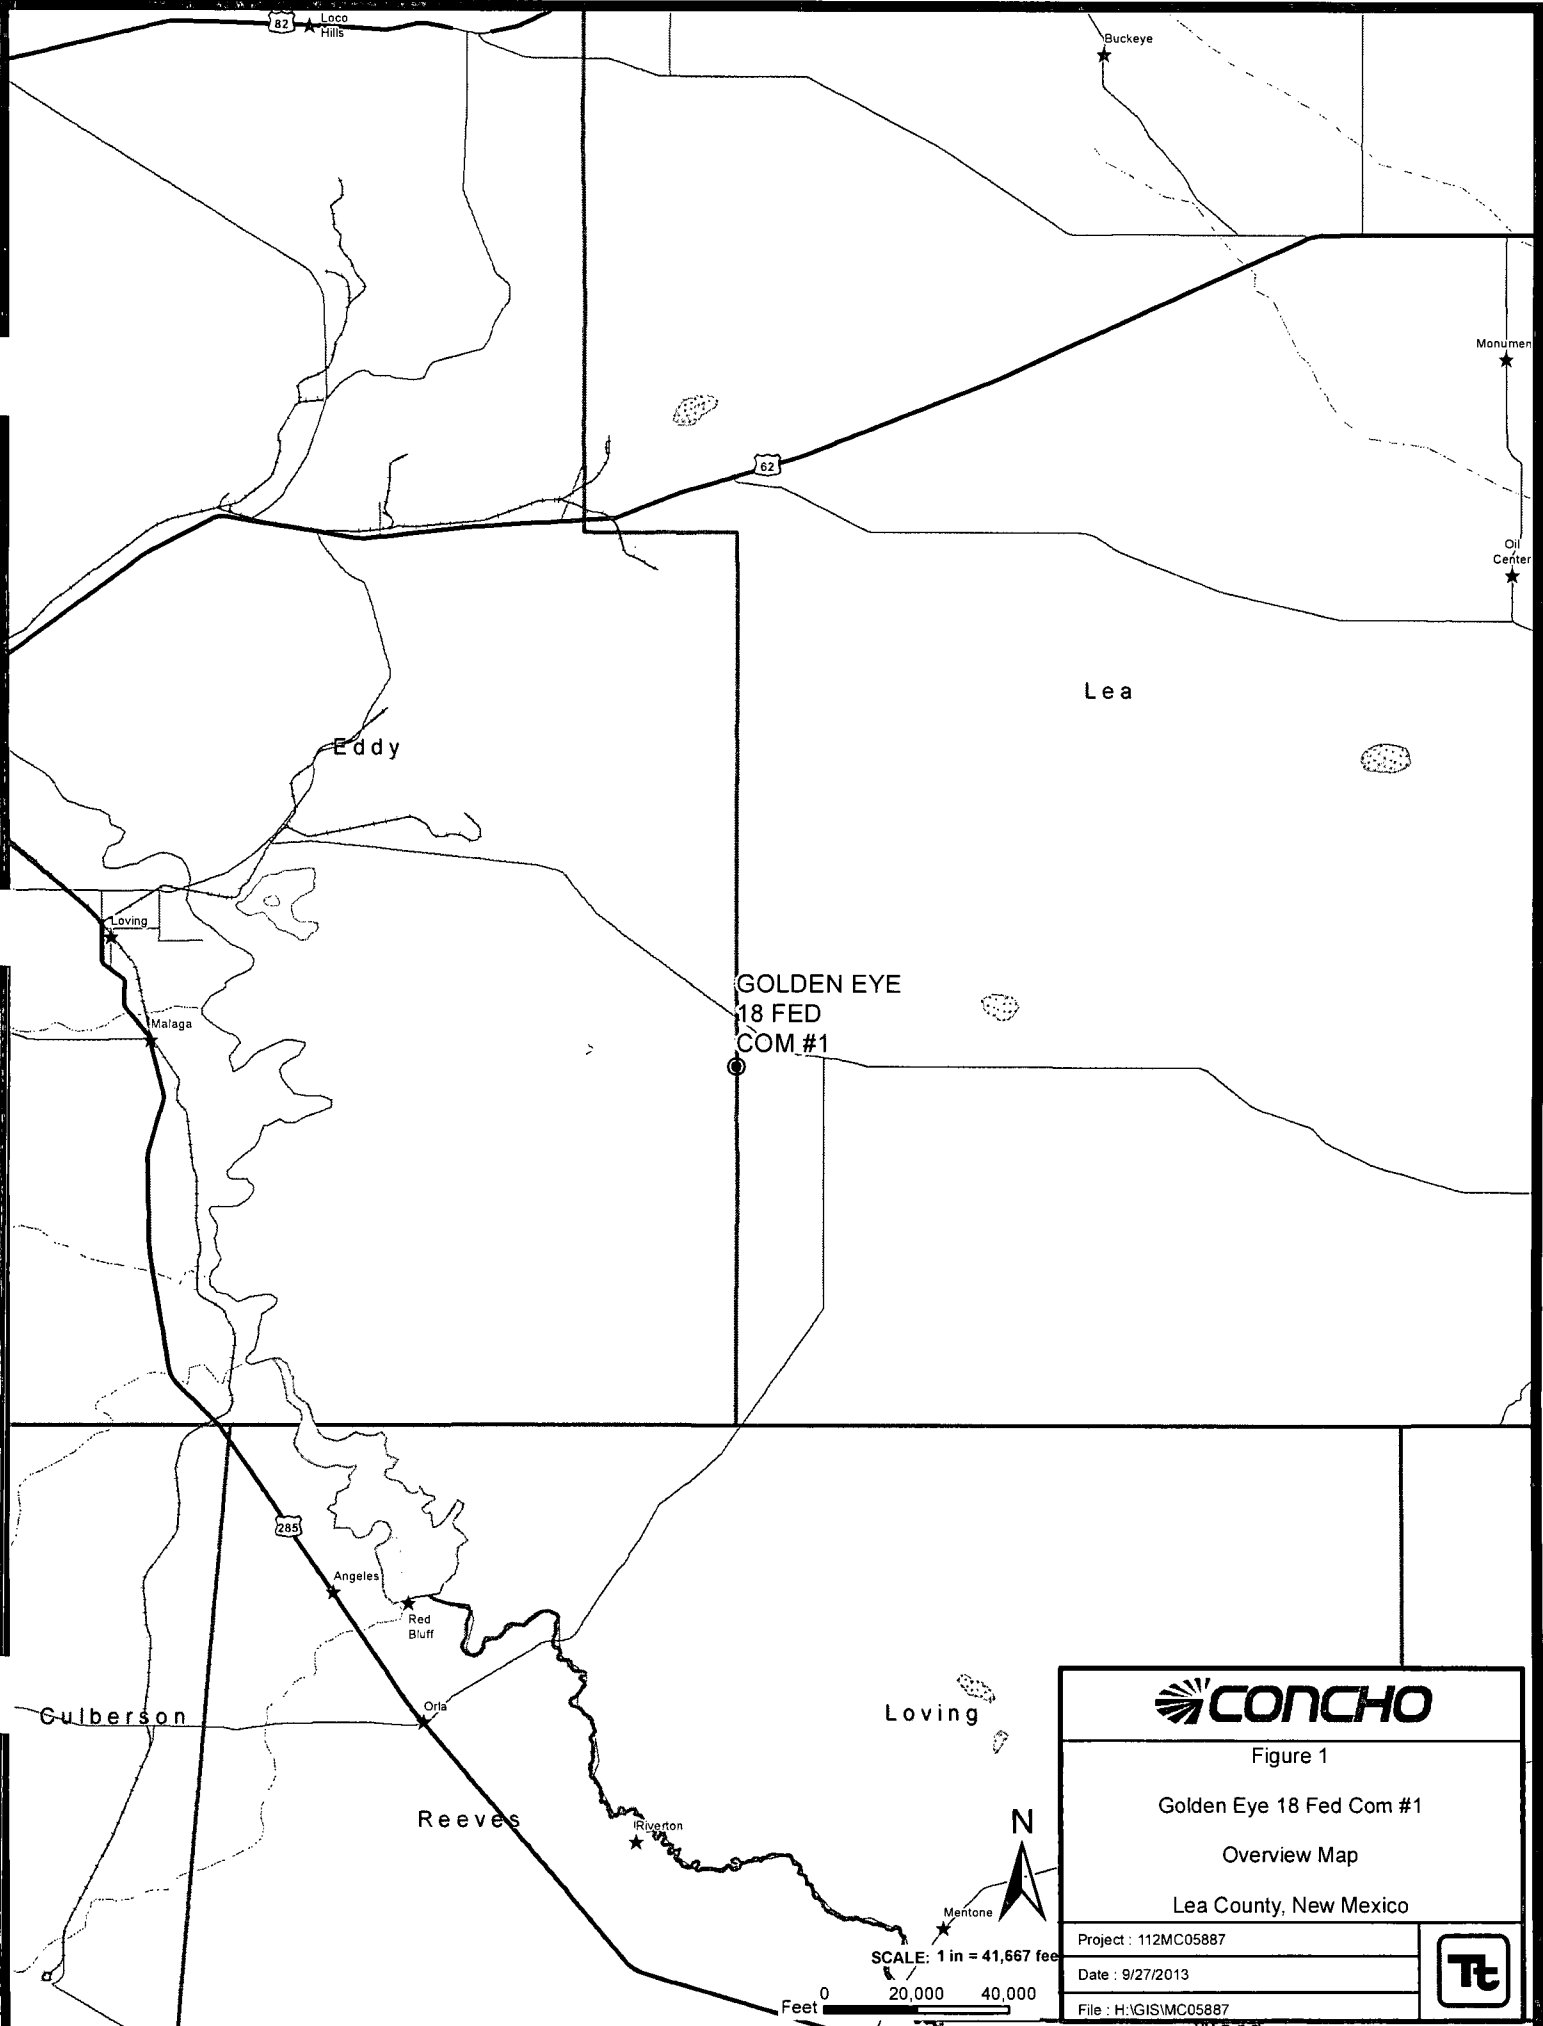 82
Loco
Hills
Buckeye
Monumen
62
Oil
Center
Lea
Eddy
Loving
GOLDEN EYE
18 FED
COM #1
Malaga
285
Angeles
Red
Bluff
Orla
Culberson
Loving
Reeves
Riverton
Mentone
N
SCALE: 1 in = 41,667 fee
0 20,000 40,000
Feet
CONCHO
Figure 1
Golden Eye 18 Fed Com #1
Overview Map
Lea County, New Mexico
Project : 112MC05887
Date : 9/27/2013
File : H:\GIS\MC05887
Tt